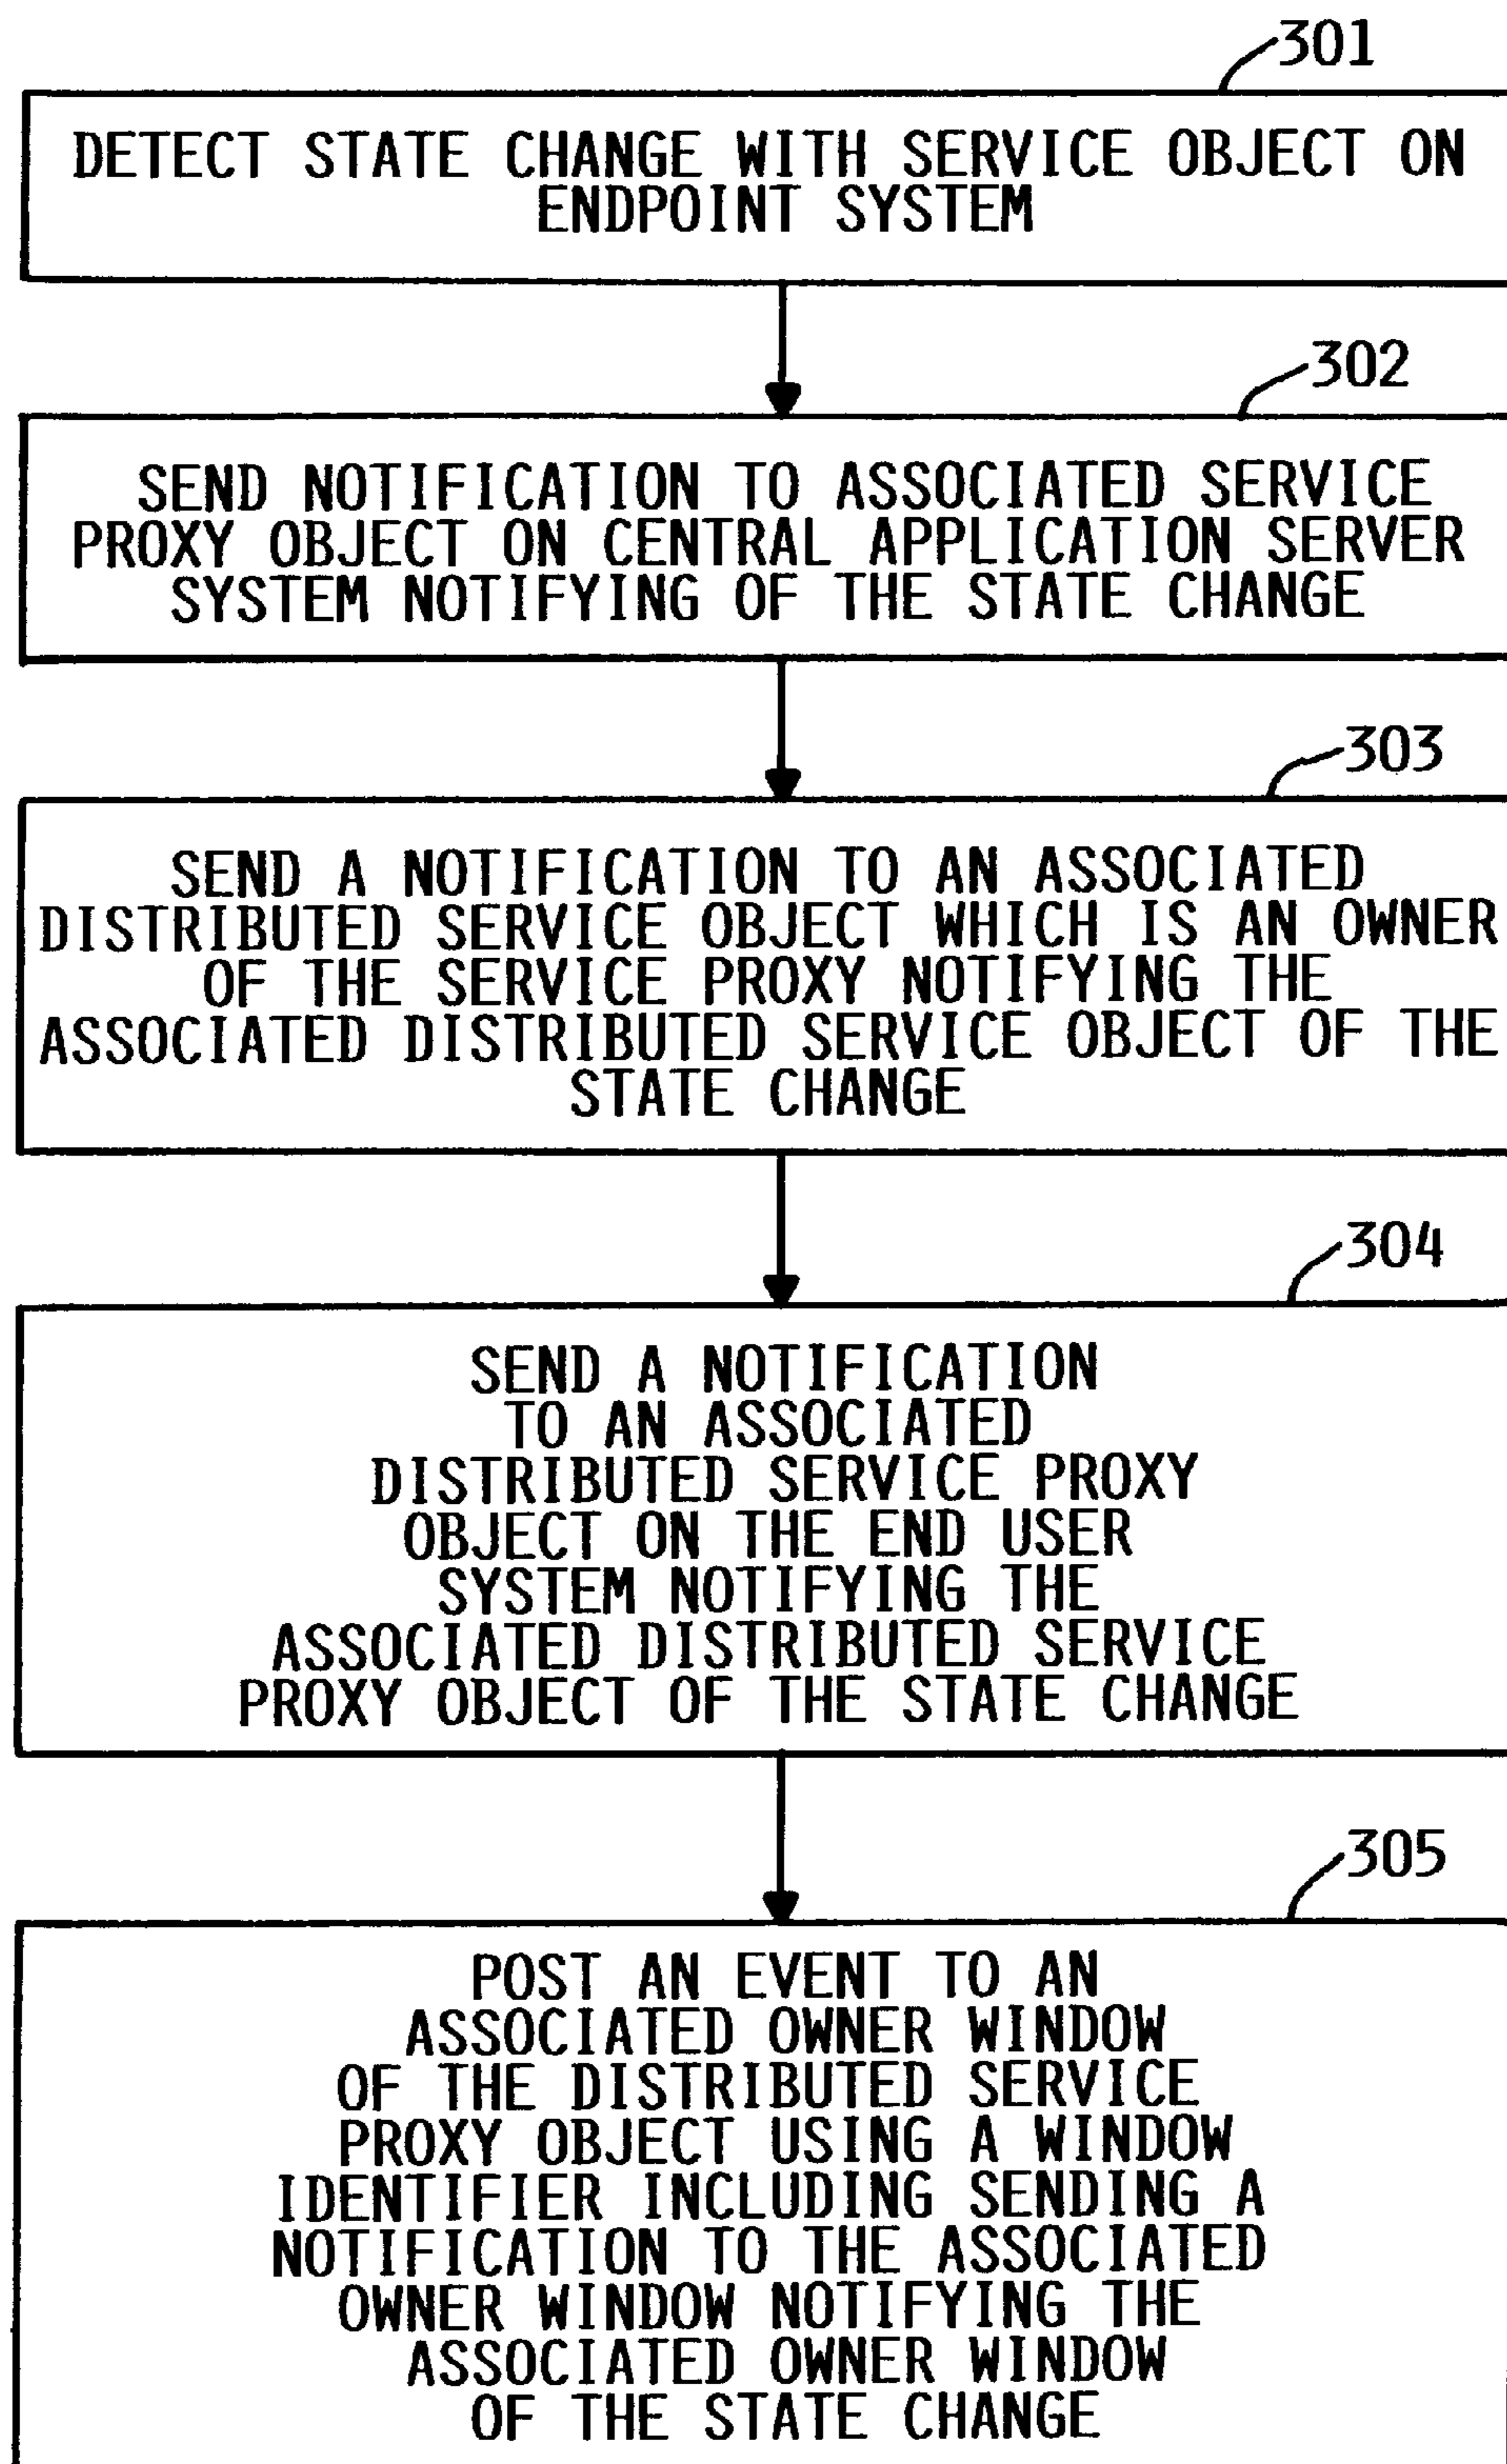 301
DETECT STATE CHANGE WITH SERVICE OBJECT ON
ENDPOINT SYSTEM
302
SEND NOTIFICATION TO ASSOCIATED SERVICE
PROXY OBJECT ON CENTRAL APPLICATION SERVER
SYSTEM NOTIFYING OF THE STATE CHANGE
303
SEND A NOTIFICATION TO AN ASSOCIATED
DISTRIBUTED SERVICE OBJECT WHICH IS AN OWNER
OF THE SERVICE PROXY NOTIFYING THE
ASSOCIATED DISTRIBUTED SERVICE OBJECT OF THE
STATE CHANGE
304
SEND A NOTIFICATION
TO AN ASSOCIATED
DISTRIBUTED SERVICE PROXY
OBJECT ON THE END USER
SYSTEM NOTIFYING THE
ASSOCIATED DISTRIBUTED SERVICE
PROXY OBJECT OF THE STATE CHANGE
305
POST AN EVENT TO AN
ASSOCIATED OWNER WINDOW
OF THE DISTRIBUTED SERVICE
PROXY OBJECT USING A WINDOW
IDENTIFIER INCLUDING SENDING A
NOTIFICATION TO THE ASSOCIATED
OWNER WINDOW NOTIFYING THE
ASSOCIATED OWNER WINDOW
OF THE STATE CHANGE